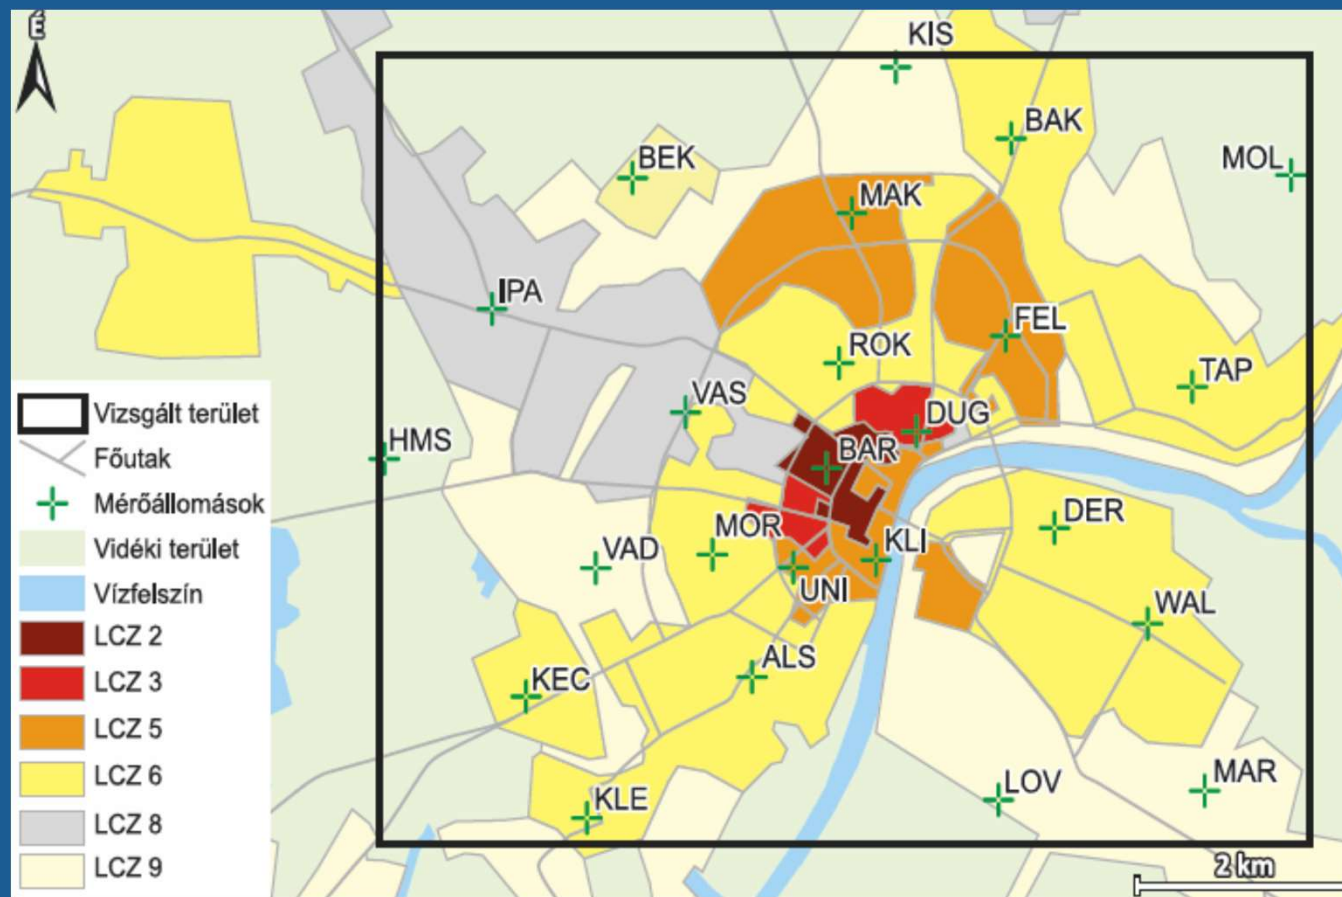 É
KIS
BAK
BEK
MOL
MAK
IPA
FEL
ROK
TAP
VAS
DUG
HMS
BAR
DER
MOR
KLI
VAD
UNI
WAL
ALS
KEC
LOV
MAR
KLE
2 km
Vizsgált terület
Főutak
Mérőállomások
Vidéki terület
Vízfelszín
LCZ 2
LCZ 3
LCZ 5
LCZ 6
LCZ 8
LCZ 9